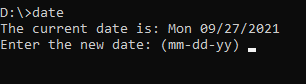 D:\>date
The current date is: Mon 09/27/2021
Enter the new date: (mm-dd-yy)